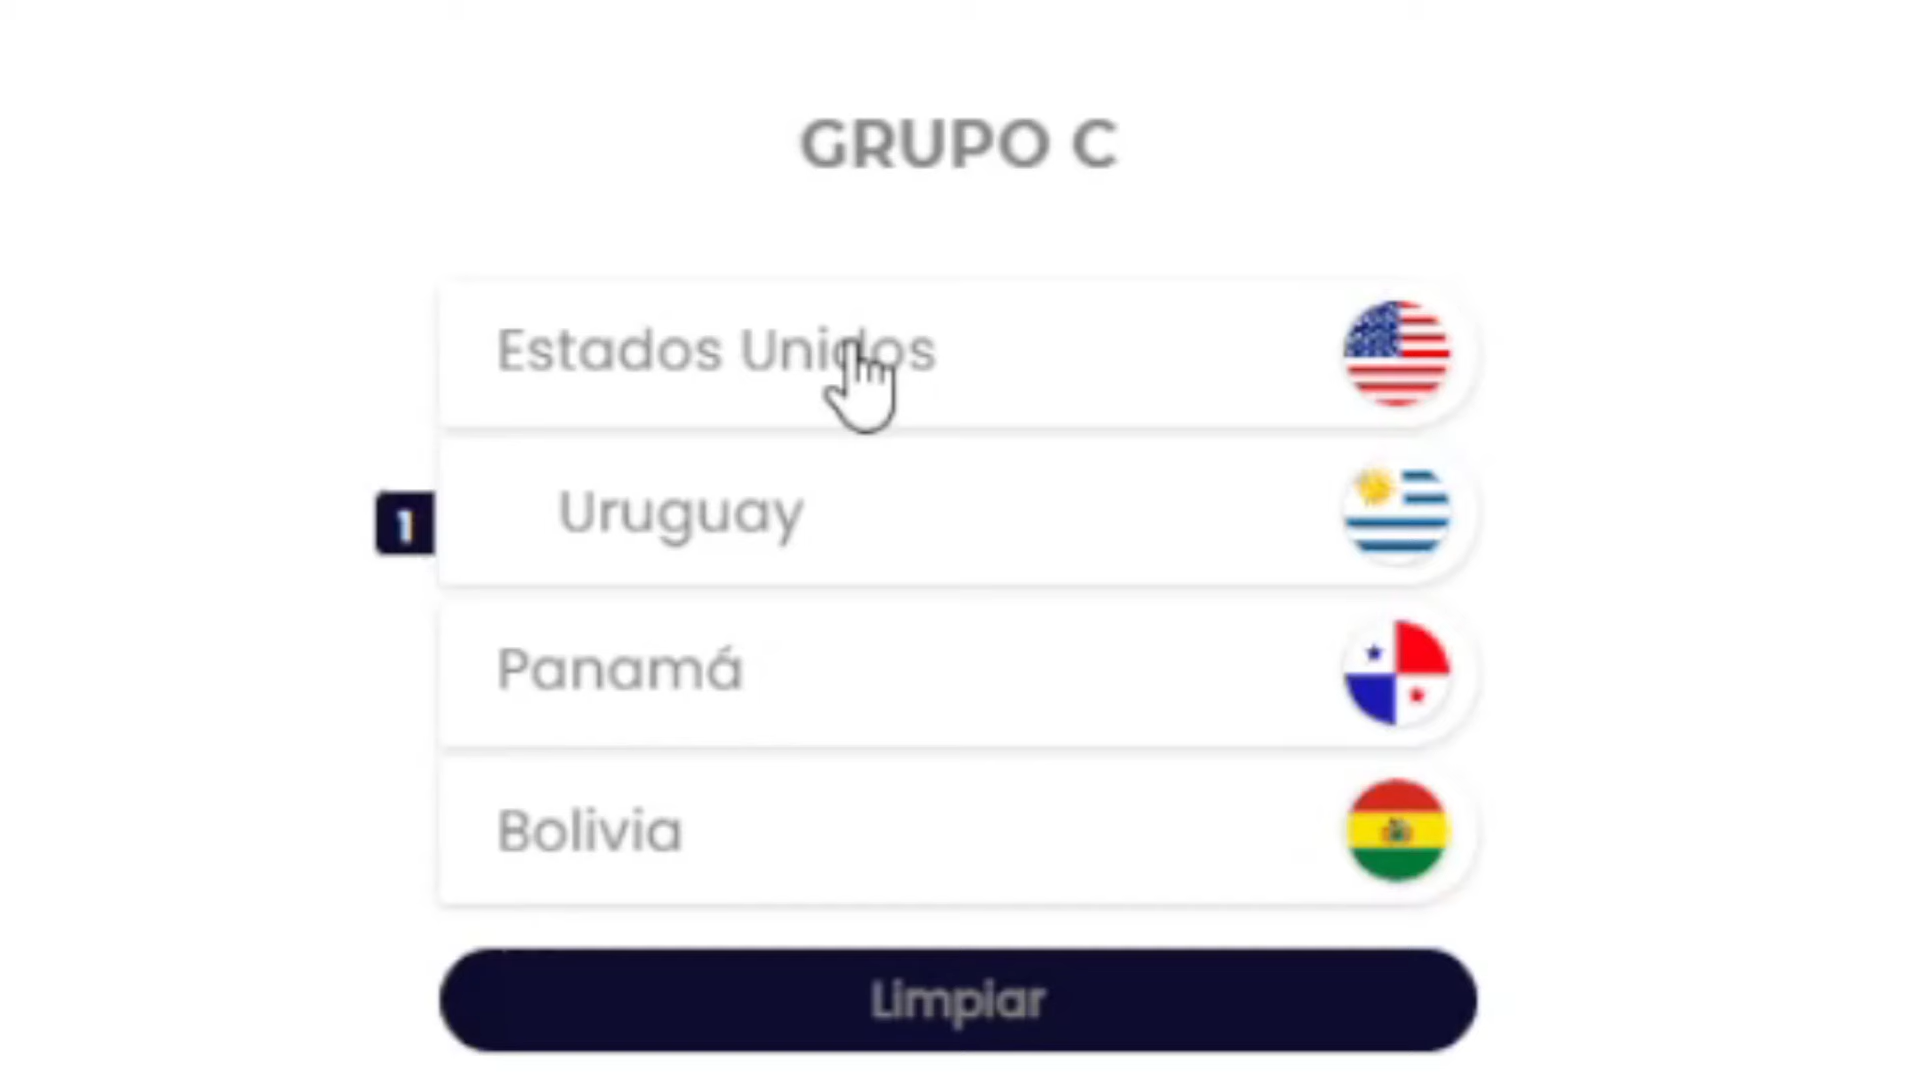 GRUPO C
Estados Unidos
1 Uruguay
Panamá
Bolivia
Limpiar